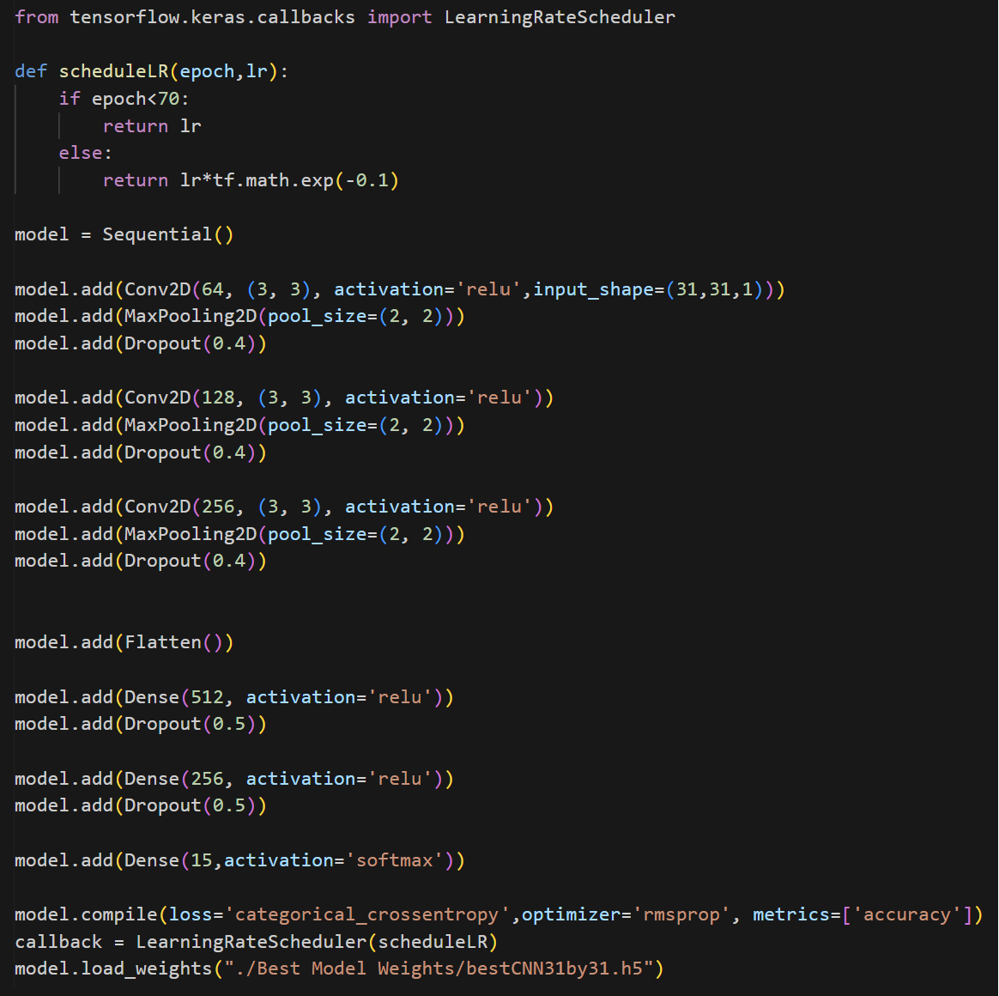 from tensorflow.keras.callbacks import LearningRateScheduler
def scheduleLR(epoch,lr):
    if epoch<70:
        return lr
    else:
        return lr*tf.math.exp(-0.1)
model = Sequential()
model.add(Conv2D(64, (3, 3), activation='relu',input_shape=(31,31,1)))
model.add(MaxPooling2D(pool_size=(2, 2)))
model.add(Dropout(0.4))
model.add(Conv2D(128, (3, 3), activation='relu'))
model.add(MaxPooling2D(pool_size=(2, 2)))
model.add(Dropout(0.4))
model.add(Conv2D(256, (3, 3), activation='relu'))
model.add(MaxPooling2D(pool_size=(2, 2)))
model.add(Dropout(0.4))
model.add(Flatten())
model.add(Dense(512, activation='relu'))
model.add(Dropout(0.5))
model.add(Dense(256, activation='relu'))
model.add(Dropout(0.5))
model.add(Dense(15,activation='softmax'))
model.compile(loss='categorical_crossentropy',optimizer='rmsprop', metrics=['accuracy'])
callback = LearningRateScheduler(scheduleLR)
model.load_weights("./Best Model Weights/bestCNN31by31.h5")